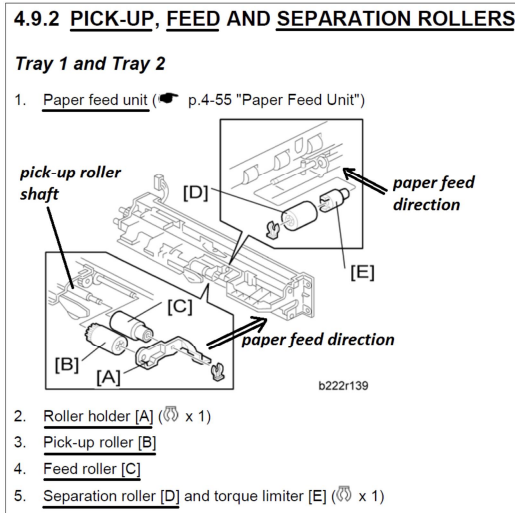 4.9.2 PICK-UP, FEED AND SEPARATION ROLLERS
Tray 1 and Tray 2
1. Paper feed unit (☛ p.4-55 "Paper Feed Unit")
pick-up roller
shaft
[D]
paper feed
direction
[E]
[C]
paper feed direction
[B]
[A]
b222r139
2. Roller holder [A] ( x 1)
3. Pick-up roller [B]
4. Feed roller [C]
5. Separation roller [D] and torque limiter [E] ( x 1)